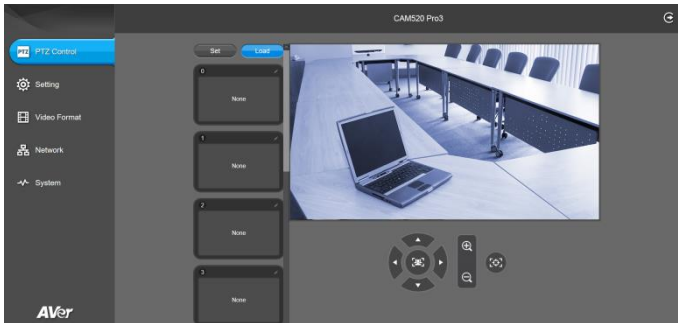 CAM520 Pro3
PTZ PTZ Control
Setting
Video Format
Network
System
Set Load
0
None
1
None
2
None
3
None
AVer